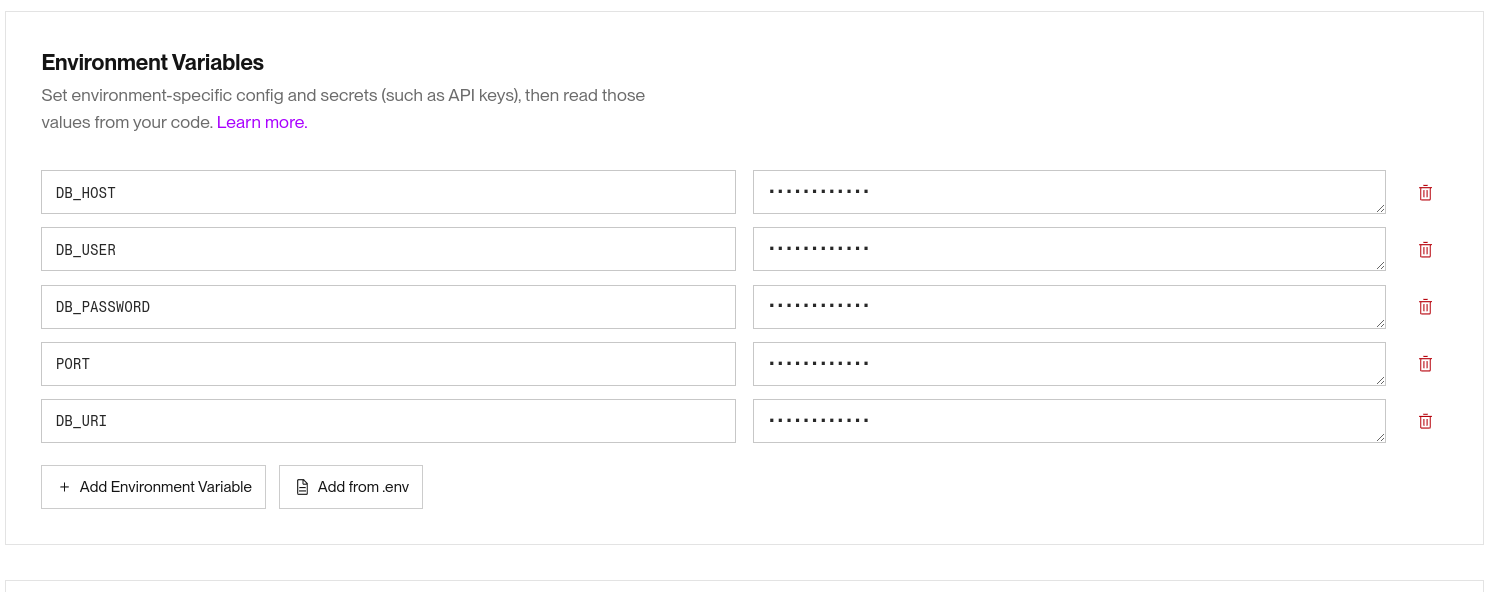 Environment Variables
Set environment-specific config and secrets (such as API keys), then read those
values from your code. Learn more.
DB_HOST ············
DB_USER ············
DB_PASSWORD ············
PORT ············
DB_URI ············
+ Add Environment Variable Add from .env